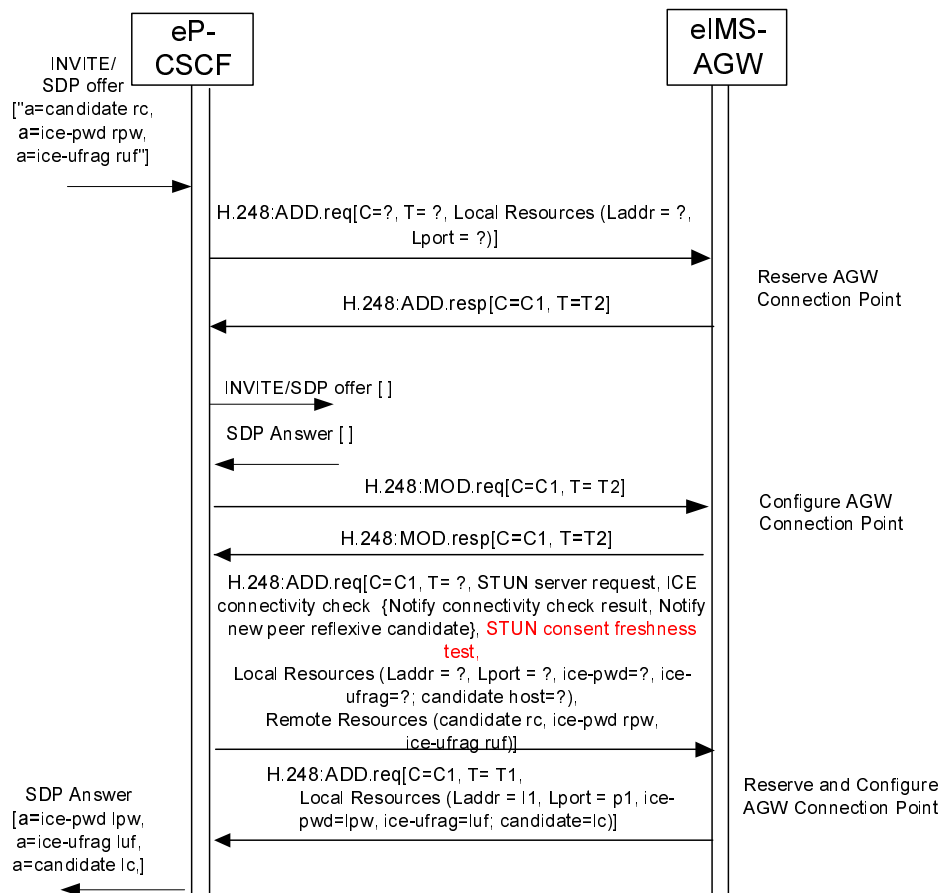 eP-
CSCF
eIMS-
AGW
INVITE/
SDP offer
["a=candidate rc,
a=ice-pwd rpw,
a=ice-ufrag ruf"]
H.248:ADD.req[C=?, T= ?, Local Resources (Laddr = ?,
Lport = ?)]
Reserve AGW
Connection Point
H.248:ADD.resp[C=C1, T=T2]
INVITE/SDP offer [ ]
SDP Answer [ ]
H.248:MOD.req[C=C1, T= T2]
Configure AGW
Connection Point
H.248:MOD.resp[C=C1, T=T2]
H.248:ADD.req[C=C1, T= ?, STUN server request, ICE
connectivity check {Notify connectivity check result, Notify
new peer reflexive candidate}, STUN consent freshness
test,
Local Resources (Laddr = ?, Lport = ?, ice-pwd=?, ice-
ufrag=?; candidate host=?),
Remote Resources (candidate rc, ice-pwd rpw,
ice-ufrag ruf)]
H.248:ADD.req[C=C1, T= T1,
Local Resources (Laddr = l1, Lport = p1, ice-
pwd=lpw, ice-ufrag=luf; candidate=lc)]
Reserve and Configure
AGW Connection Point
SDP Answer
[a=ice-pwd lpw,
a=ice-ufrag luf,
a=candidate lc,]